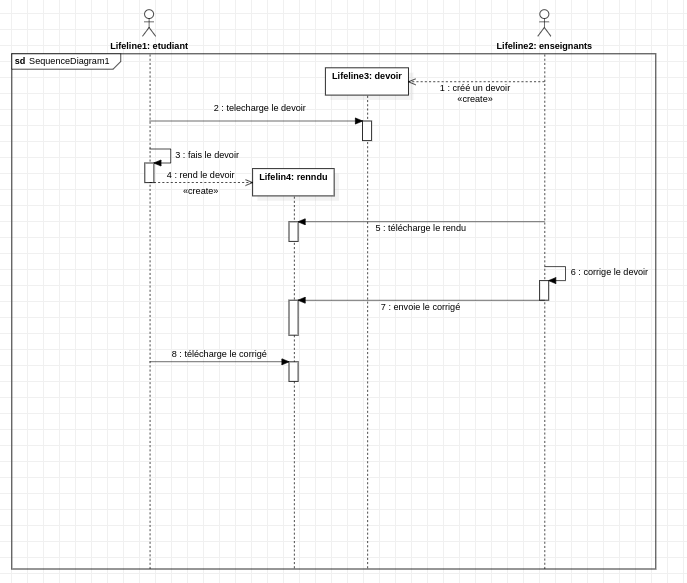 Lifeline1: etudiant
Lifeline2: enseignants
sd SequenceDiagram1
Lifeline3: devoir
1 : créé un devoir
«create»
2 : telecharge le devoir
3 : fais le devoir
4 : rend le devoir
«create»
Lifelin4: renndu
5 : télécharge le rendu
6 : corrige le devoir
7 : envoie le corrigé
8 : télécharge le corrigé